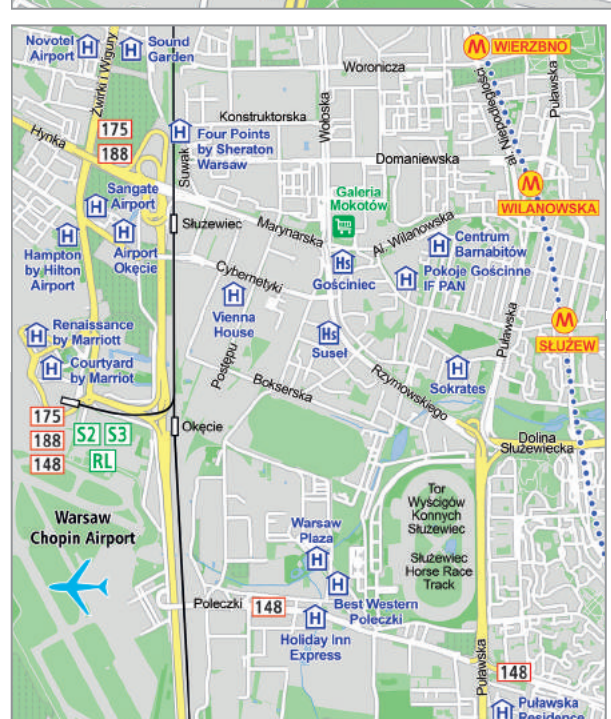 Novotel
Airport
Sound
Garden
Żwirki i Wigury
M
WIERZBNO
Woronicza
Puławska
al. Niepodległości
Wołoska
Konstruktorska
175
188
Hynka
Four Points
by Sheraton
Warsaw
Suwak
Domaniewska
M
WILANOWSKA
Galeria
Mokotów
Sangate
Airport
Służewiec
Marynarska
Al. Wilanowska
Centrum
Barnabitów
Hampton
by Hilton
Airport
Airport
Okęcie
Cybernetyki
Hs
Gościniec
Pokoje Gościnne
IF PAN
Vienna
House
Renaissance
by Marriott
Courtyard
by Marriot
Postępu
Hs
Suseł
Puławska
M
SŁUŻEW
Bokserska
Rzymowskiego
Sokrates
175
188
148
S2
S3
RL
Okęcie
Dolina
Służewiecka
Warsaw
Chopin Airport
Tor
Wyścigów
Konnych
Służewiec
Służewiec
Horse Race
Track
Warsaw
Plaza
Best Western
Poleczki
Poleczki
148
Holiday Inn
Express
Puławska
148
Puławska
Residence